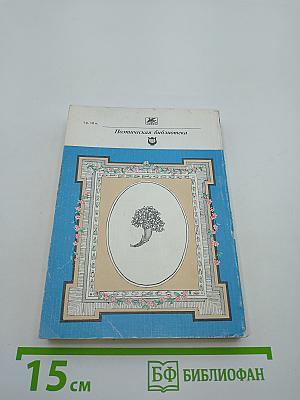 Поэтическая библиотека
15 см
БФ БИБЛИОФАН